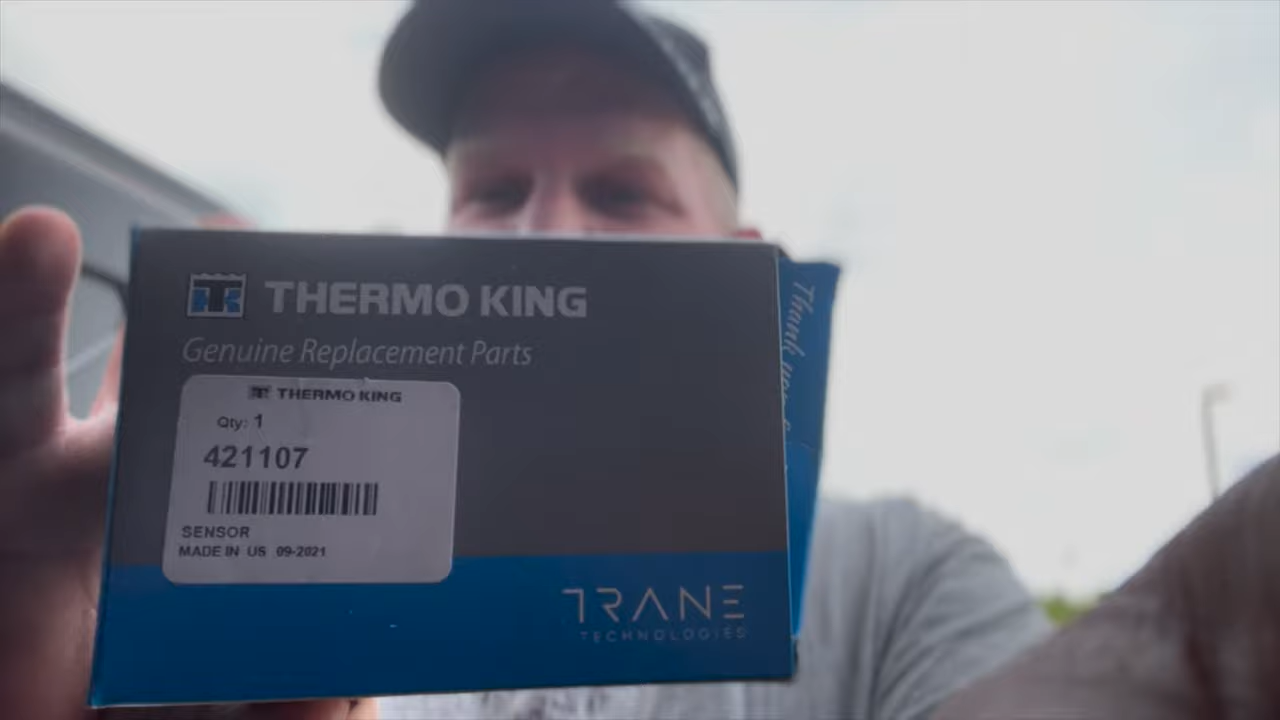 THERMO KING
Genuine Replacement Parts
THERMO KING
Qty: 1
421107
SENSOR
MADE IN US 09-2021
TRANE
TECHNOLOGIES
Thank you